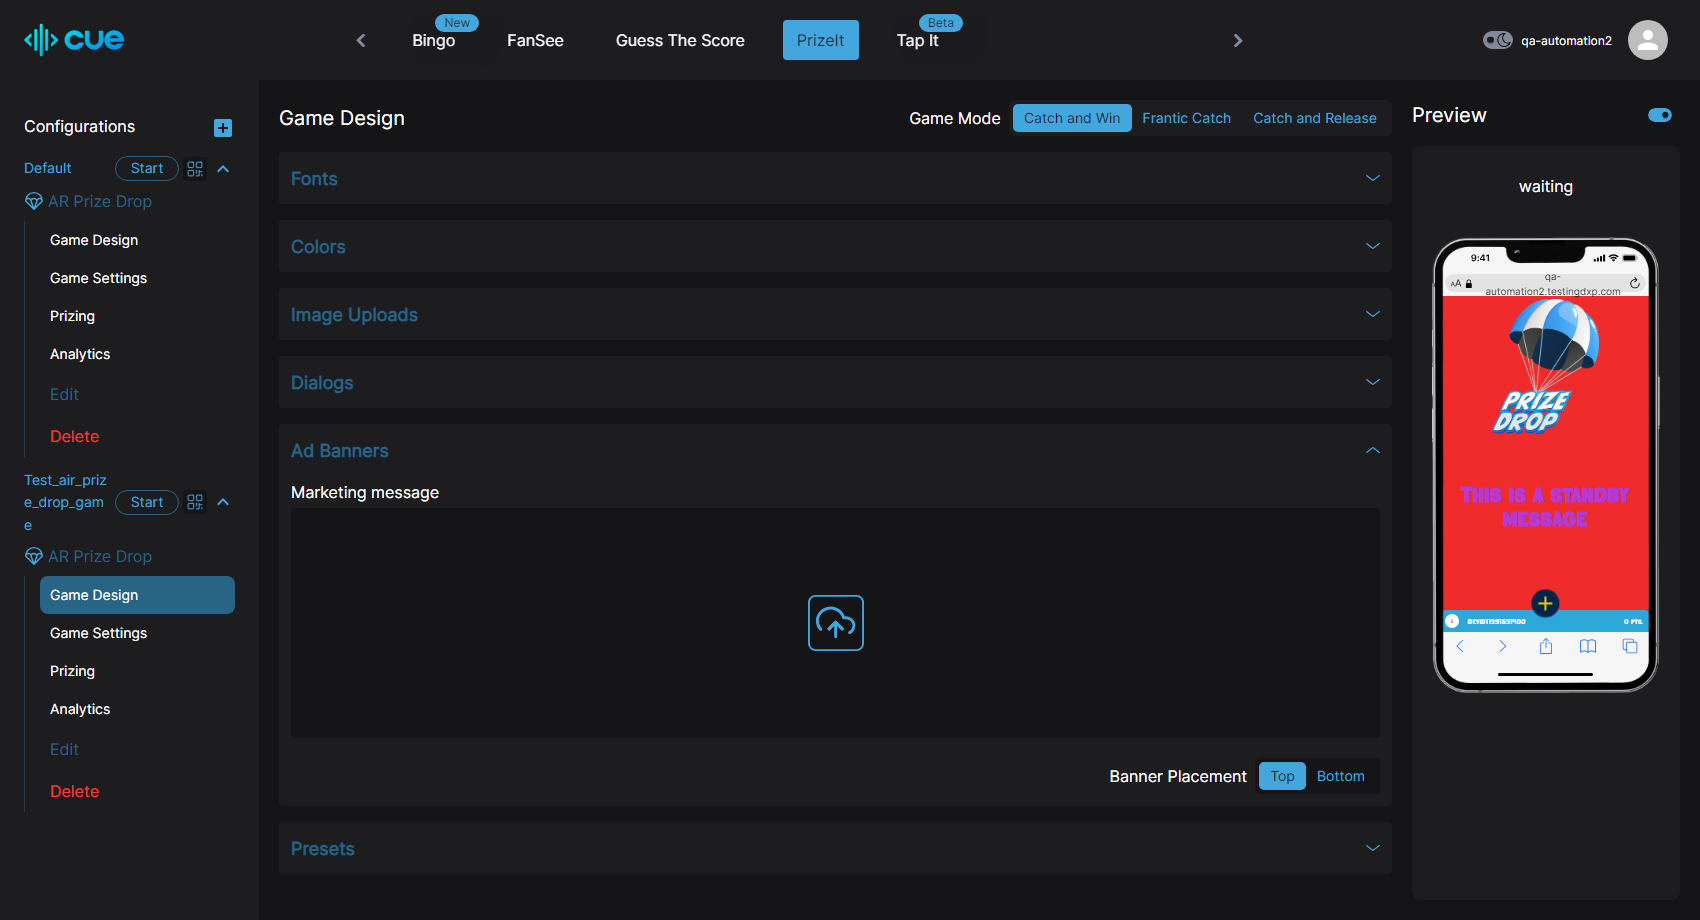 cue
New
Bingo
FanSee
Guess The Score
PrizeIt
Beta
Tap It
qa-automation2
Configurations
Default
Start
AR Prize Drop
Game Design
Game Settings
Prizing
Analytics
Edit
Delete
Test_air_priz
e_drop_gam
e
Start
AR Prize Drop
Game Design
Game Settings
Prizing
Analytics
Edit
Delete
Game Design
Game Mode
Catch and Win
Frantic Catch
Catch and Release
Fonts
Colors
Image Uploads
Dialogs
Ad Banners
Marketing message
Banner Placement
Top
Bottom
Presets
Preview
waiting
9:41
AA
qa-
automation2.testingdxp.com
PRIZE
DROP
THIS IS A STANDBY
MESSAGE
0 PTS.